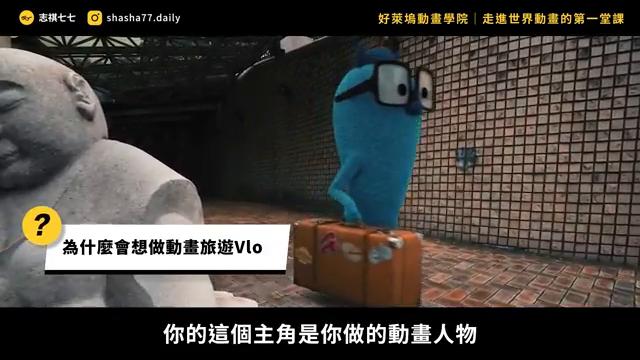 志祺七七
shasha77.daily
好萊塢動畫學院｜走進世界動畫的第一堂課
?
為什麼會想做動畫旅遊Vlo
你的這個主角是你做的動畫人物